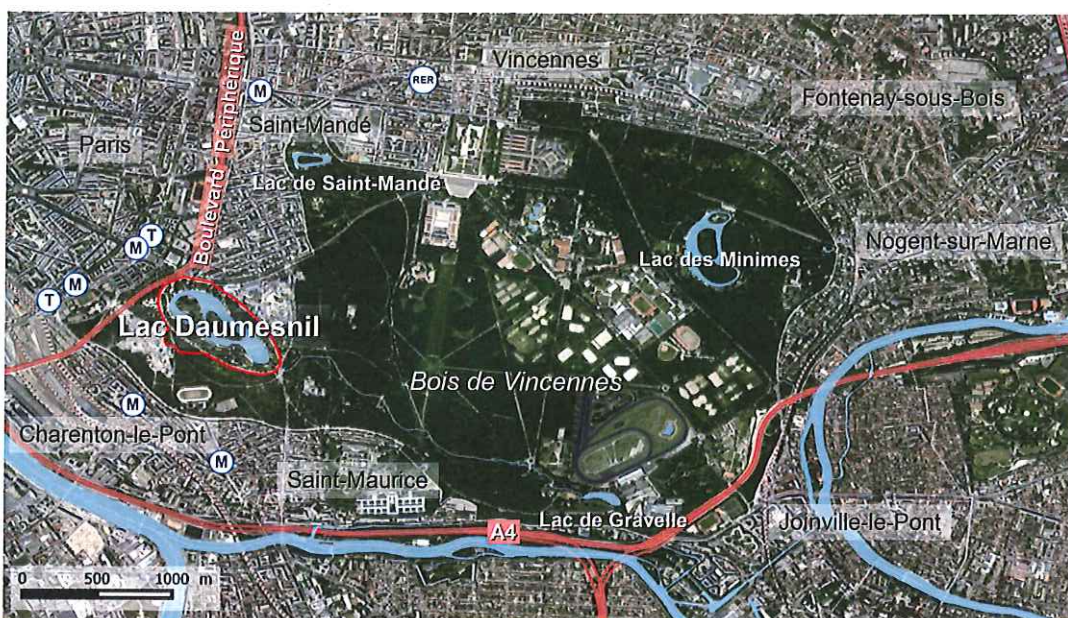 Vincennes
RER
Fontenay-sous-Bois
M
Boulevard Périphérique
Saint-Mandé
Paris
Lac de Saint-Mandé
M
T
Nogent-sur-Marne
Lac des Minimes
T
M
Lac Daumesnil
Bois de Vincennes
M
Charenton-le-Pont
M
Saint-Maurice
Lac de Gravelle
Joinville-le-Pont
A4
0 500 1000 m